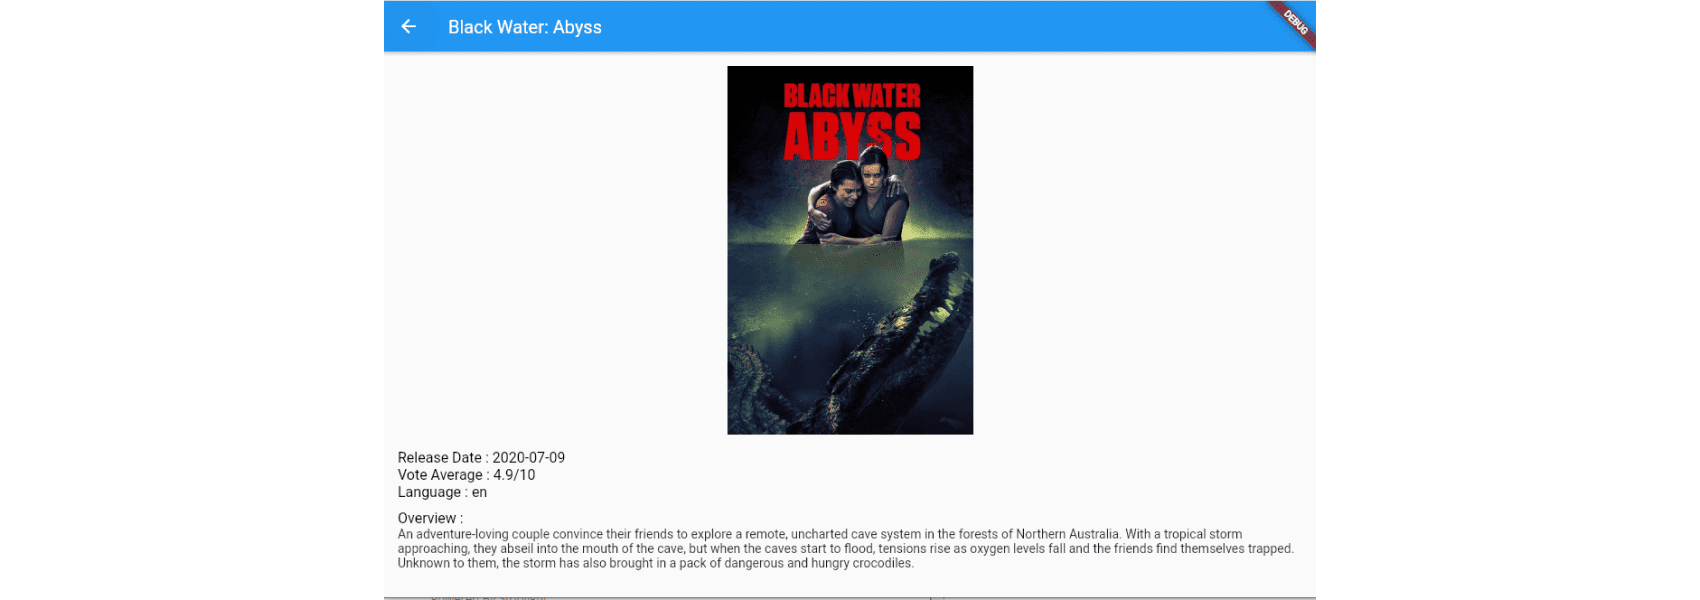 Black Water: Abyss
DEBUG
BLACK WATER
ABYSS
Release Date : 2020-07-09
Vote Average : 4.9/10
Language : en
Overview :
An adventure-loving couple convince their friends to explore a remote, uncharted cave system in the forests of Northern Australia. With a tropical storm
approaching, they abseil into the mouth of the cave, but when the caves start to flood, tensions rise as oxygen levels fall and the friends find themselves trapped.
Unknown to them, the storm has also brought in a pack of dangerous and hungry crocodiles.